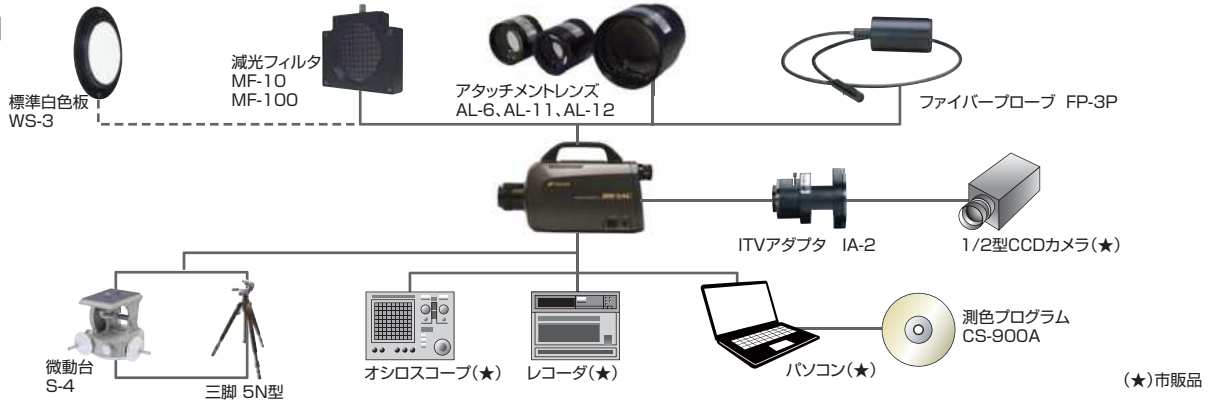 標準白色板
WS-3
減光フィルタ
MF-10
MF-100
アタッチメントレンズ
AL-6、AL-11、AL-12
ファイバープローブ FP-3P
ITVアダプタ IA-2
1/2型CCDカメラ(★)
微動台
S-4
三脚 5N型
オシロスコープ(★)
レコーダ(★)
パソコン(★)
測色プログラム
CS-900A
(★)市販品